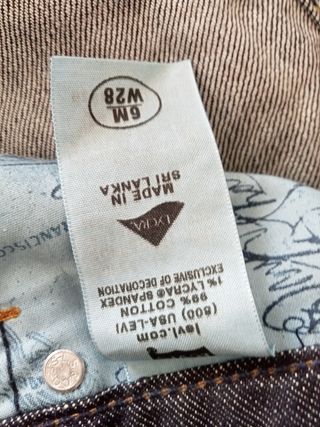 levi.com
(800) USA-LEVI
99% COTTON
1% LYCRA® SPANDEX
EXCLUSIVE OF DECORATION
LYCRA
MADE IN
SRI LANKA
6M
W28